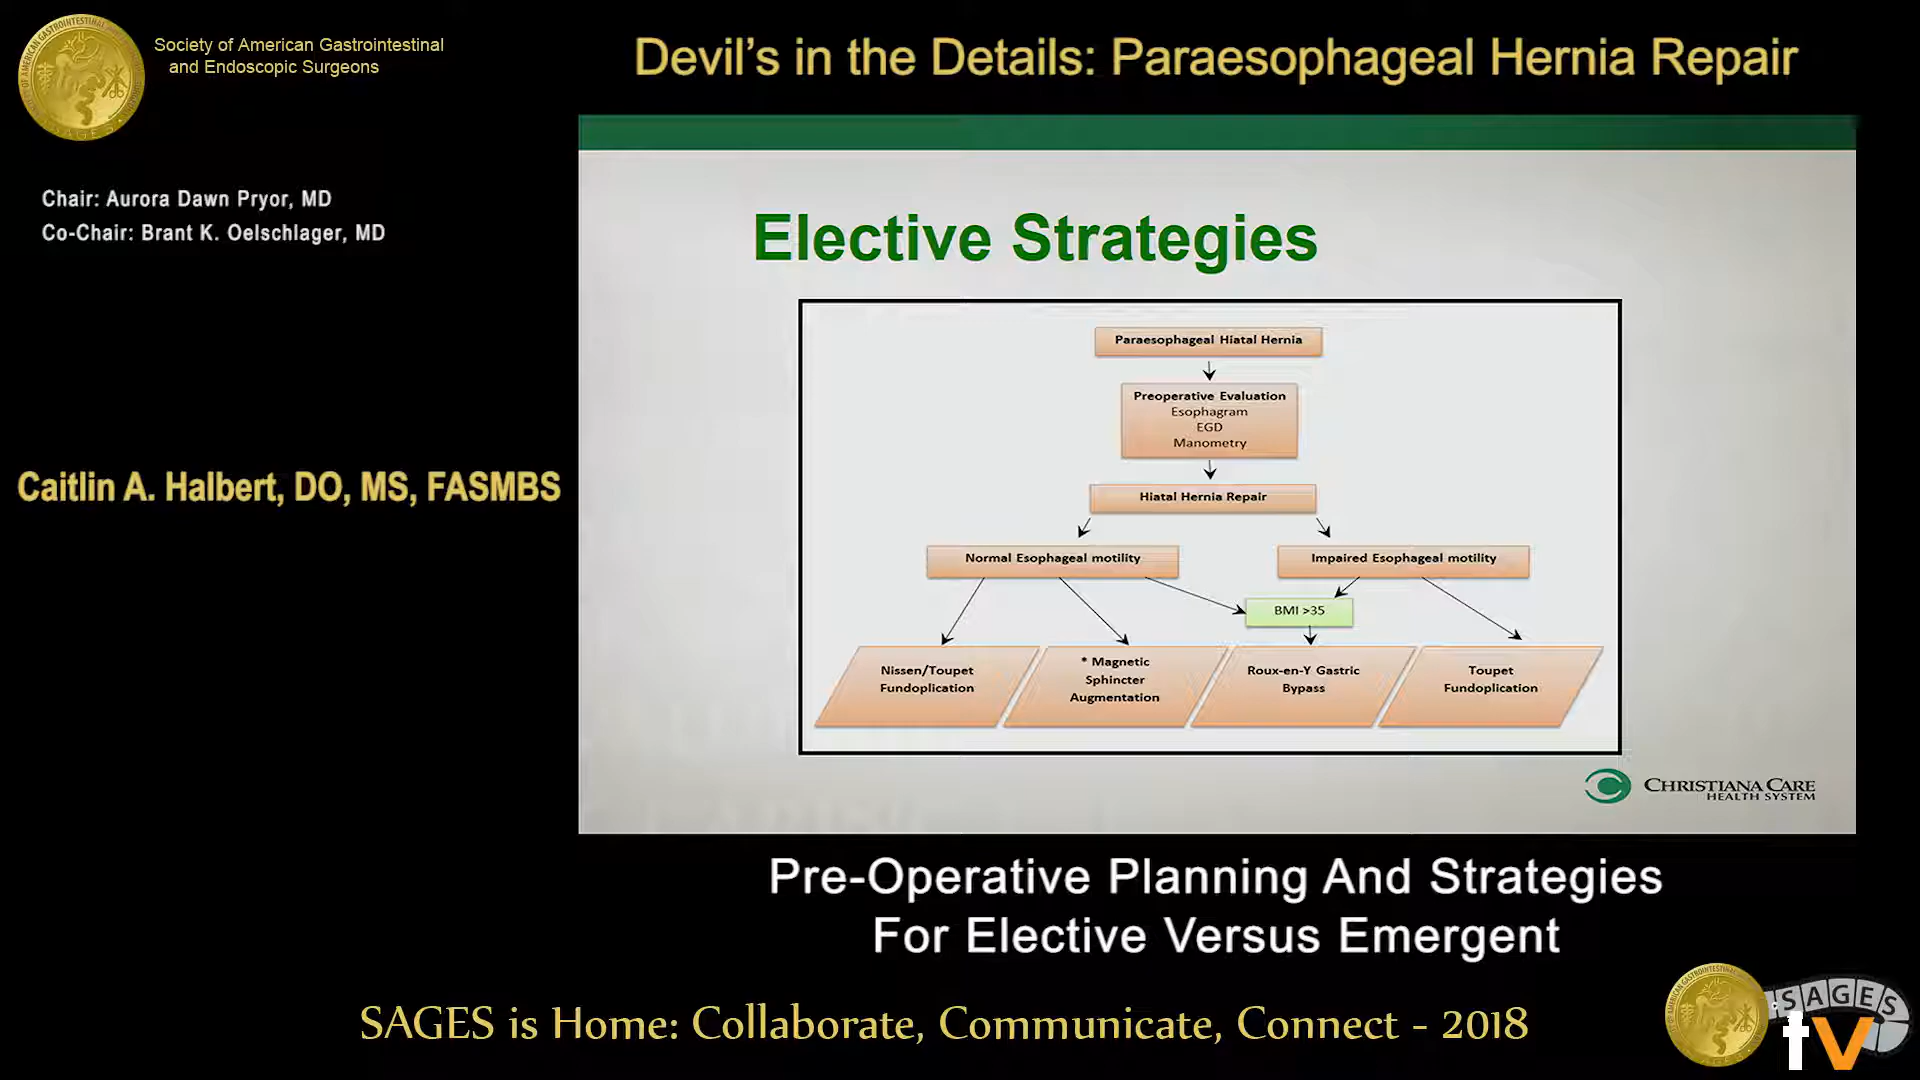 Society of American Gastrointestinal
and Endoscopic Surgeons
Devil's in the Details: Paraesophageal Hernia Repair
Chair: Aurora Dawn Pryor, MD
Co-Chair: Brant K. Oelschlager, MD
Caitlin A. Halbert, DO, MS, FASMBS
Elective Strategies
Paraesophageal Hiatal Hernia
Preoperative Evaluation
Esophagram
EGD
Manometry
Hiatal Hernia Repair
Normal Esophageal motility
Impaired Esophageal motility
BMI >35
Nissen/Toupet
Fundoplication
* Magnetic
Sphincter
Augmentation
Roux-en-Y Gastric
Bypass
Toupet
Fundoplication
CHRISTIANA CARE
HEALTH SYSTEM
Pre-Operative Planning And Strategies
For Elective Versus Emergent
SAGES is Home: Collaborate, Communicate, Connect - 2018
SAGES
tv